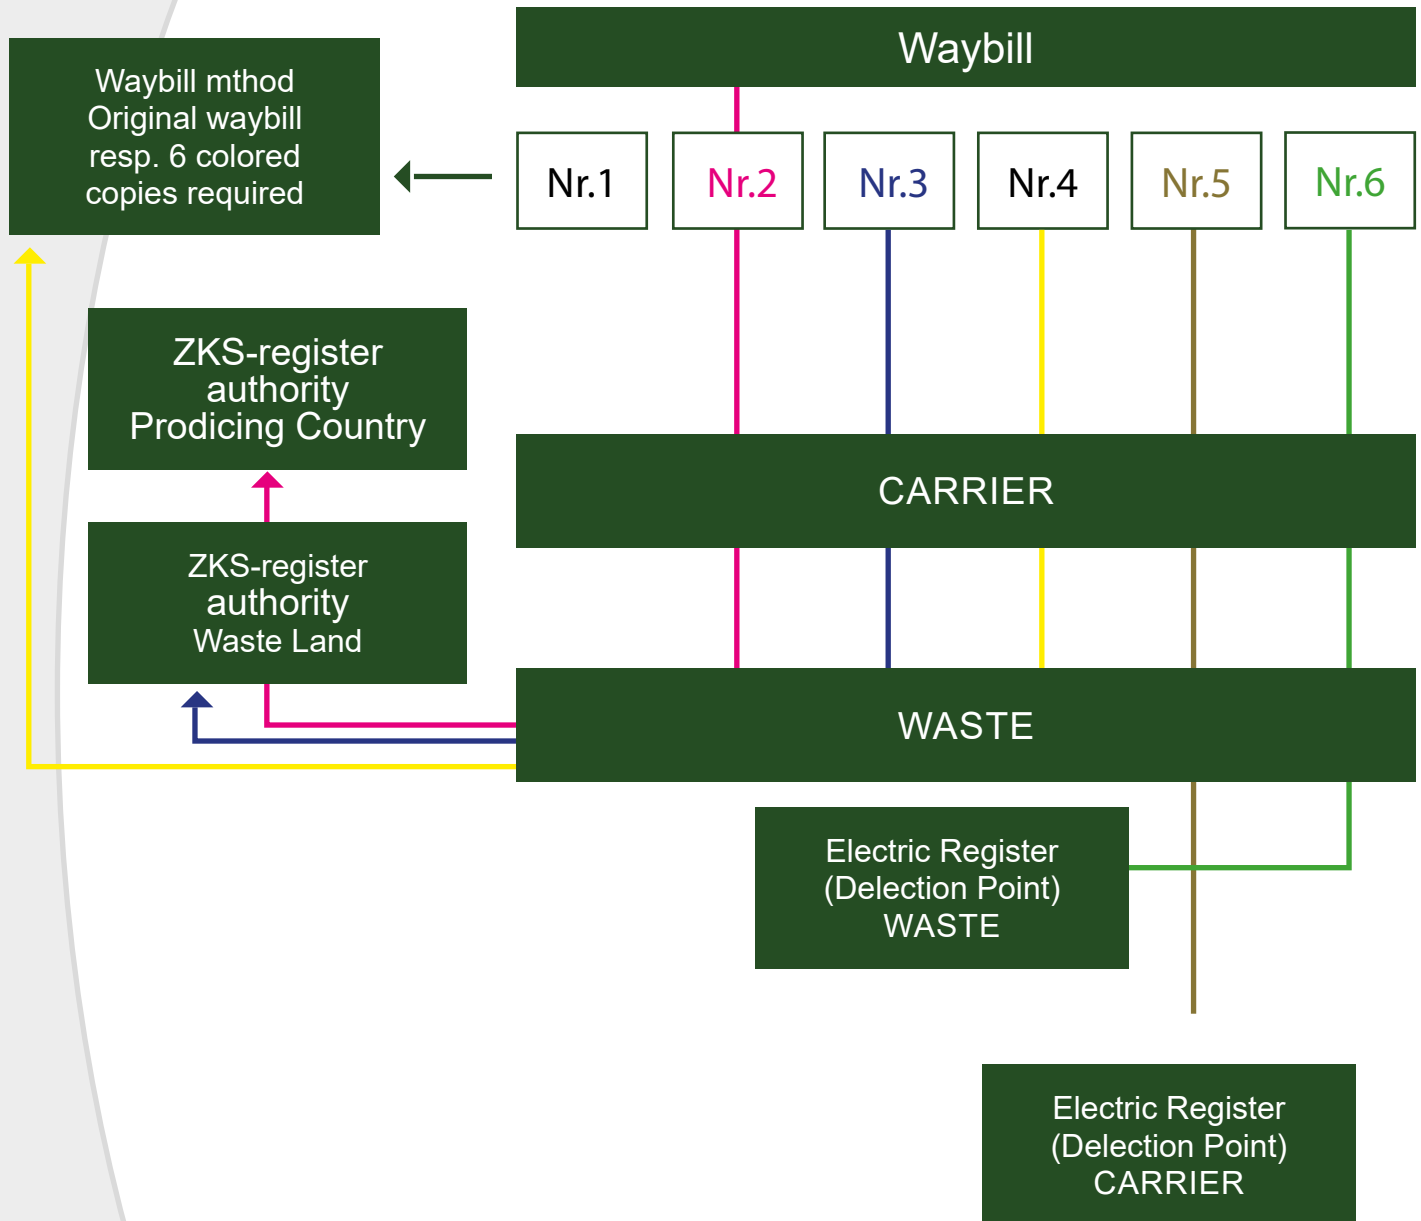 Waybill
Waybill mthod
Original waybill
resp. 6 colored
copies required
Nr.1
Nr.2
Nr.3
Nr.4
Nr.5
Nr.6
ZKS-register
authority
Prodicing Country
CARRIER
ZKS-register
authority
Waste Land
WASTE
Electric Register
(Delection Point)
WASTE
Electric Register
(Delection Point)
CARRIER